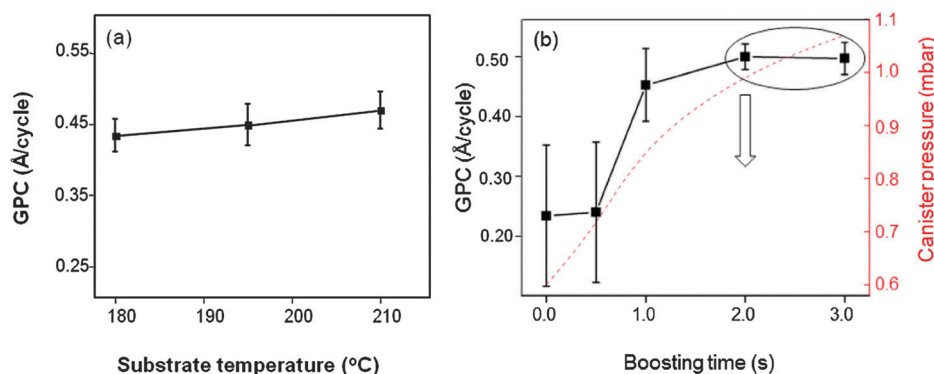 (a)
0.55
0.45
0.35
0.25
GPC (Å/cycle)
180 190 200 210
Substrate temperature (ºC)
(b)
0.50
0.40
0.30
0.20
GPC (Å/cycle)
0.0 1.0 2.0 3.0
Boosting time (s)
1.1
1.0
0.9
0.8
0.7
0.6
Canister pressure (mbar)